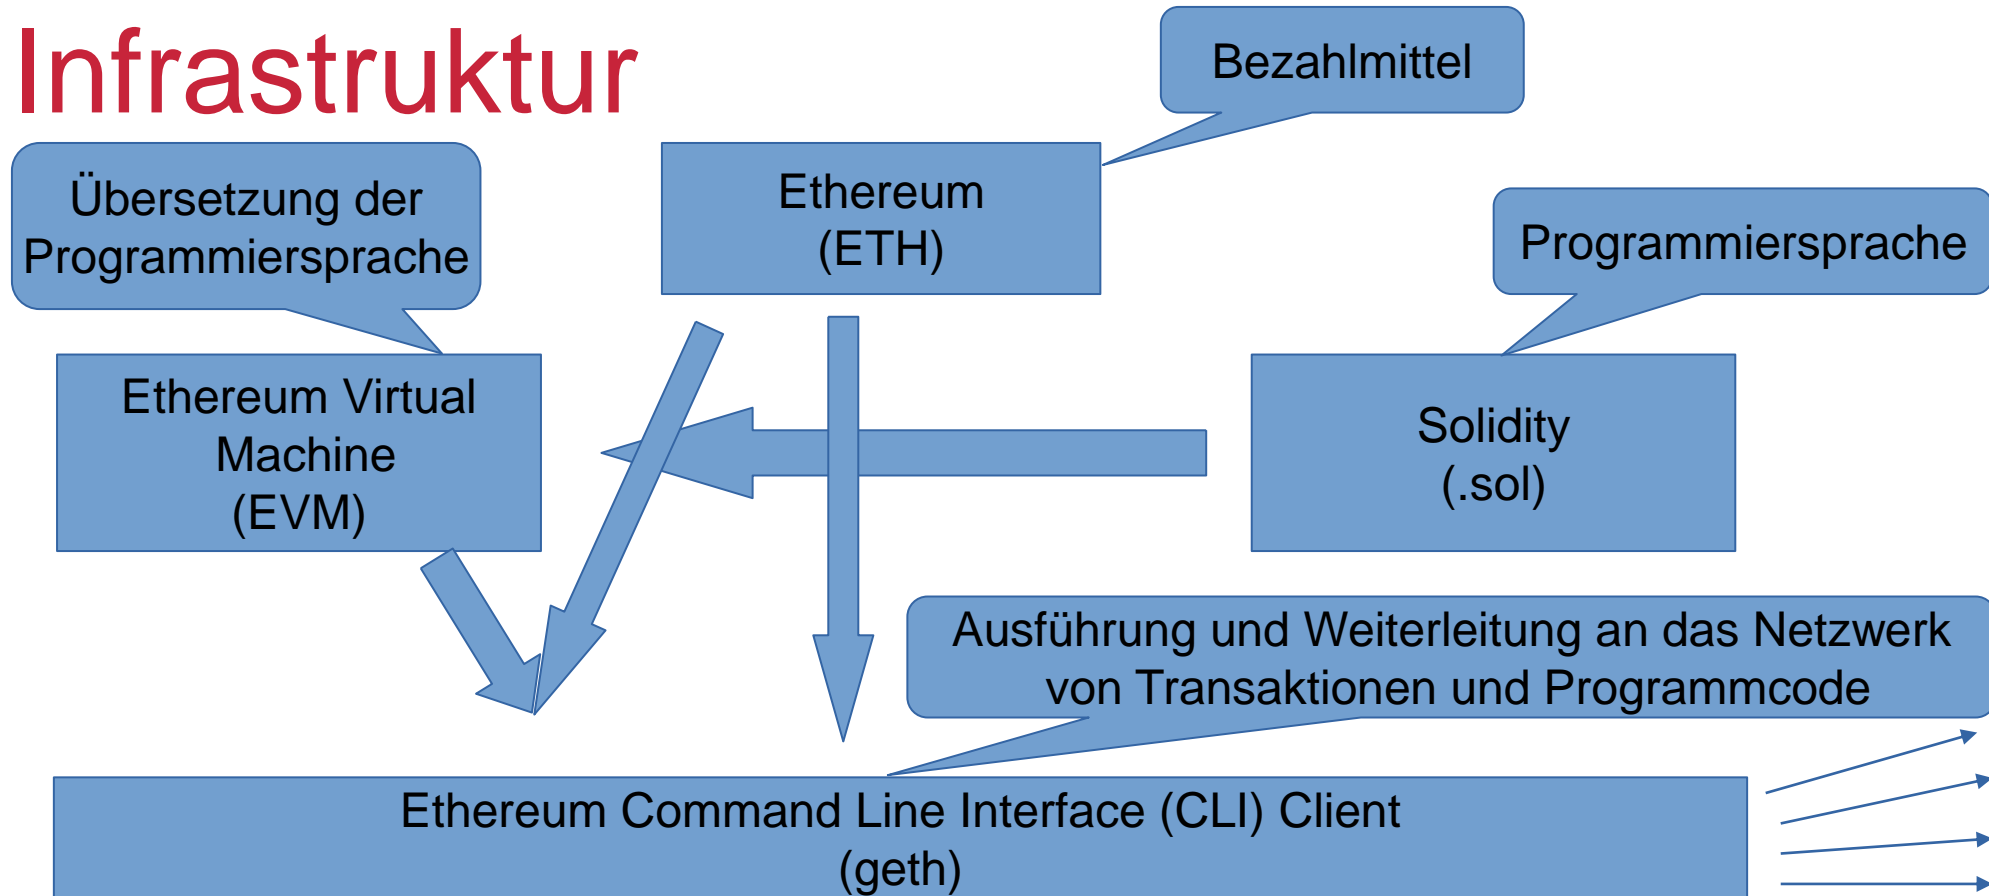 Infrastruktur
Bezahlmittel
Übersetzung der
Programmiersprache
Ethereum
(ETH)
Programmiersprache
Ethereum Virtual
Machine
(EVM)
Solidity
(.sol)
Ausführung und Weiterleitung an das Netzwerk
von Transaktionen und Programmcode
Ethereum Command Line Interface (CLI) Client
(geth)